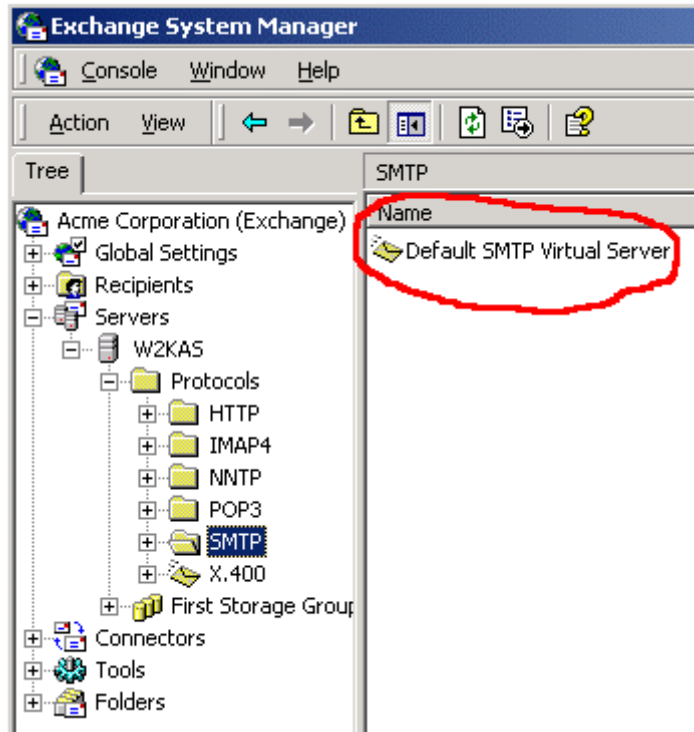 Exchange System Manager
Console Window Help
Action View
Tree
SMTP
Name
Acme Corporation (Exchange)
Default SMTP Virtual Server
Global Settings
Recipients
Servers
W2KAS
Protocols
HTTP
IMAP4
NNTP
POP3
SMTP
X.400
First Storage Group
Connectors
Tools
Folders